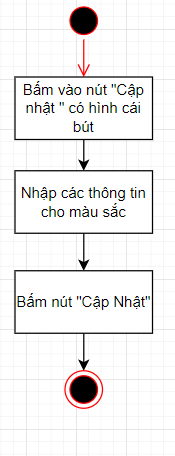 Bấm vào nút "Cập
nhật " có hình cái
bút
Nhập các thông tin
cho màu sắc
Bấm nút "Cập Nhật"